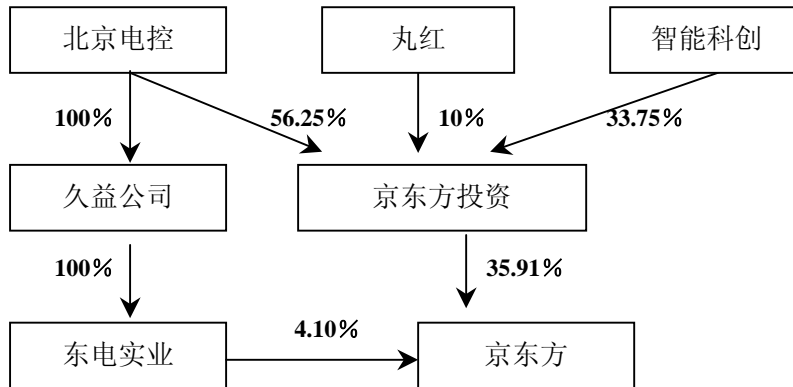 北京电控
丸红
智能科创
100%
56.25%
10%
33.75%
久益公司
京东方投资
100%
35.91%
东电实业
4.10%
京东方